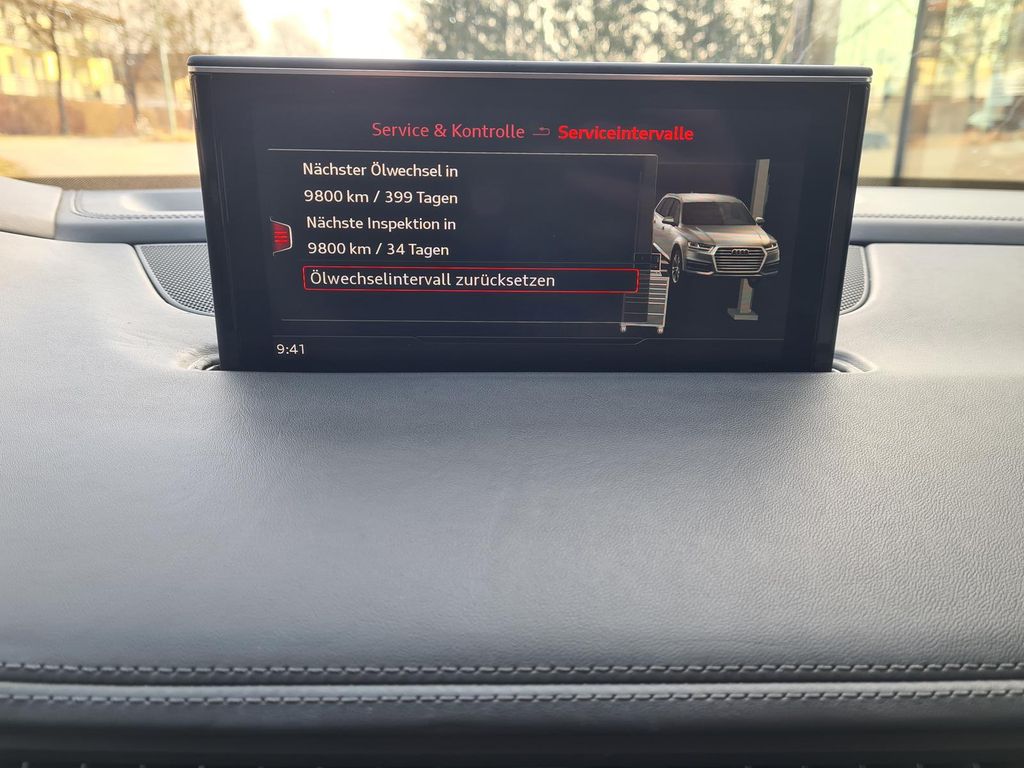 Service & Kontrolle Serviceintervalle
Nächster Ölwechsel in
9800 km / 399 Tagen
Nächste Inspektion in
9800 km / 34 Tagen
Ölwechselintervall zurücksetzen
9:41